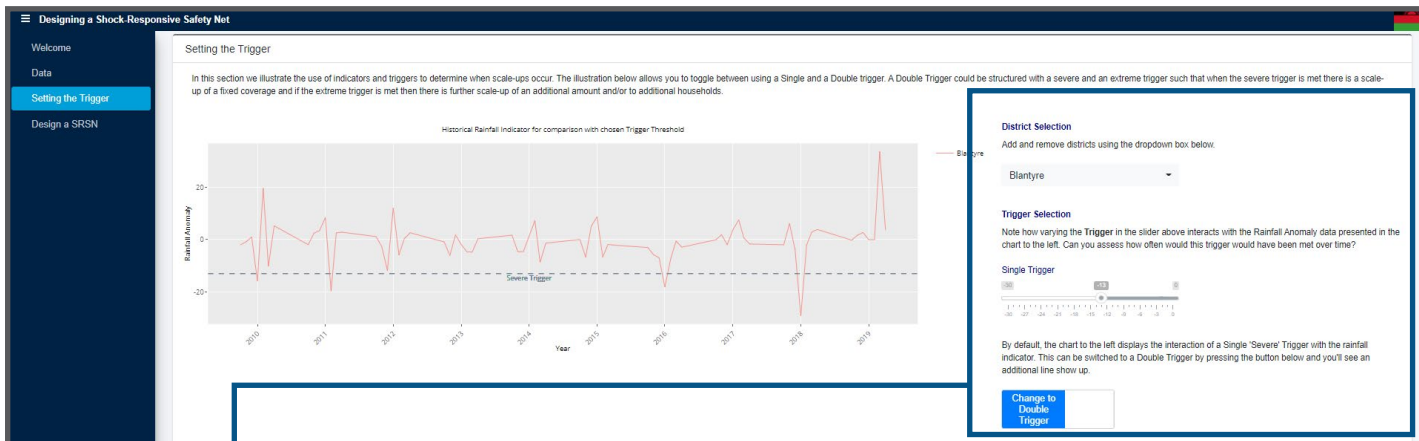 Designing a Shock-Responsive Safety Net
Welcome
Data
Setting the Trigger
Design a SRSN
Setting the Trigger
In this section we illustrate the use of indicators and triggers to determine when scale-ups occur. The illustration below allows you to toggle between using a Single and a Double trigger. A Double Trigger could be structured with a severe and an extreme trigger such that when the severe trigger is met there is a scale-
up of a fixed coverage and if the extreme trigger is met then there is further scale-up of an additional amount and/or to additional households.
Historical Rainfall Indicator for comparison with chosen Trigger Threshold
Blantyre
Rainfall Anomaly
20
0
-20
Severe Trigger
2010 2011 2012 2013 2014 2015 2016 2017 2018 2019
Year
District Selection
Add and remove districts using the dropdown box below.
Blantyre
Trigger Selection
Note how varying the Trigger in the slider above interacts with the Rainfall Anomaly data presented in the
chart to the left. Can you assess how often would this trigger would have been met over time?
Single Trigger
-30 -13 0
-30 -27 -24 -21 -18 -15 -12 -9 -6 -3 0
By default, the chart to the left displays the interaction of a Single 'Severe' Trigger with the rainfall
indicator. This can be switched to a Double Trigger by pressing the button below and you'll see an
additional line show up.
Change to
Double
Trigger